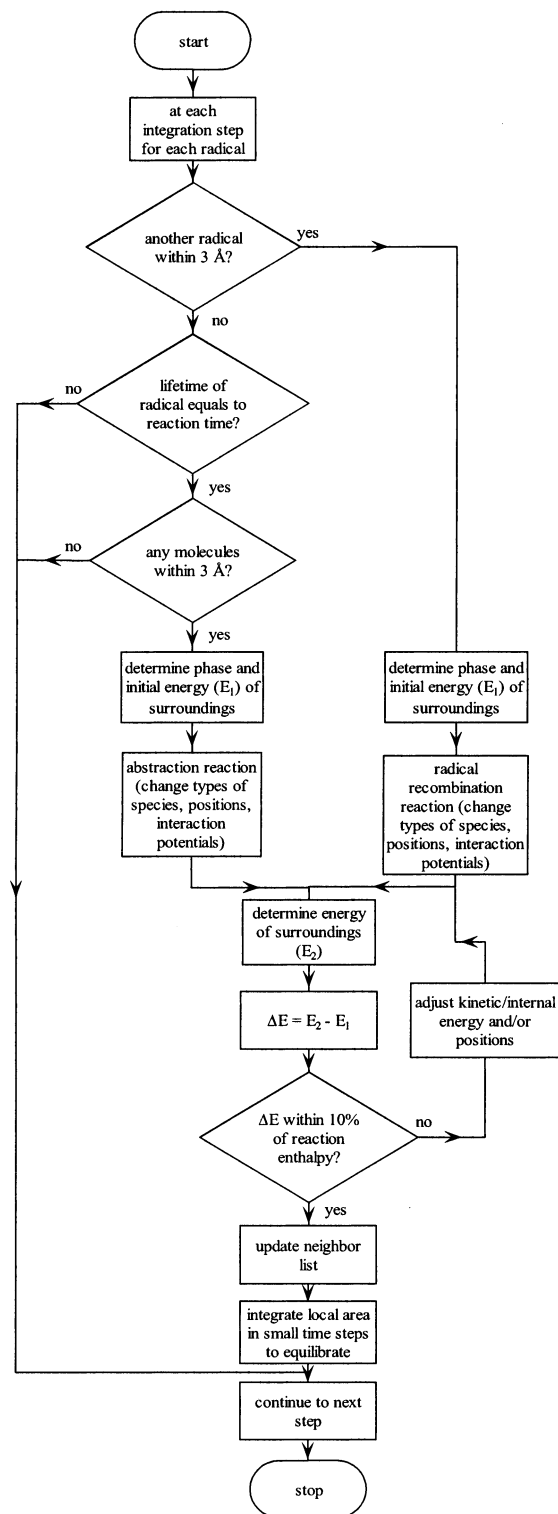 start
at each
integration step
for each radical
another radical
within 3 Å?
yes
no
lifetime of
radical equals to
reaction time?
no
yes
any molecules
within 3 Å?
no
yes
determine phase and
initial energy (E₁) of
surroundings
determine phase and
initial energy (E₁) of
surroundings
abstraction reaction
(change types of
species, positions,
interaction
potentials)
radical
recombination
reaction (change
types of species,
positions, interaction
potentials)
determine energy
of surroundings
(E₂)
ΔE = E₂ - E₁
adjust kinetic/internal
energy and/or
positions
ΔE within 10%
of reaction
enthalpy?
no
yes
update neighbor
list
integrate local area
in small time steps
to equilibrate
continue to next
step
stop